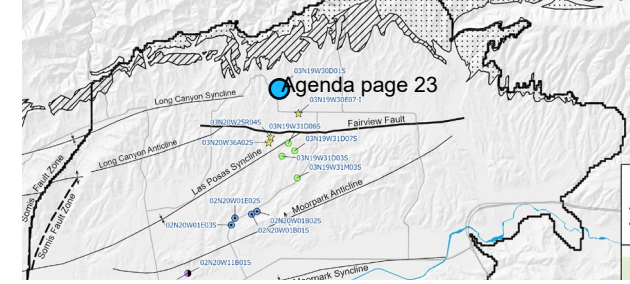 03N19W30D01S
Agenda page 23
Long Canyon Syncline
03N19W30E07-I
03N20W25R04S
03N19W31D06S
Fairview Fault
03N20W36A02S
03N19W31D07S
Long Canyon Anticline
03N19W31D03S
03N19W31M03S
Las Posas Syncline
Somis Fault Zone
Moorpark Anticline
02N20W01E02S
02N20W01E03S
02N20W01B02S
02N20W01B01S
Somis Fault Zone
02N20W11B01S
Moorpark Syncline